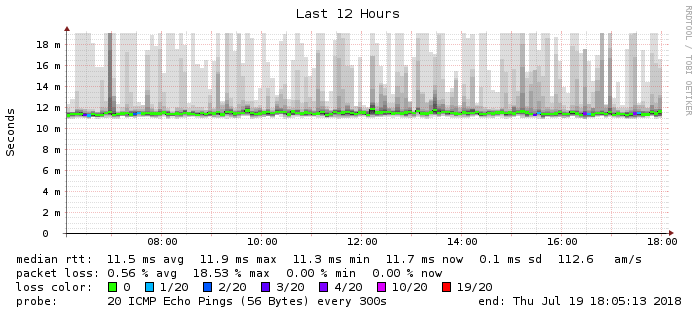 Last 12 Hours
RRDTOOL / TOBI OETIKER
Seconds
18 m
16 m
14 m
12 m
10 m
8 m
6 m
4 m
2 m
0
08:00 10:00 12:00 14:00 16:00 18:00
median rtt: 11.5 ms avg 11.9 ms max 11.3 ms min 11.7 ms now 0.1 ms sd 112.6 am/s
packet loss: 0.56 % avg 18.53 % max 0.00 % min 0.00 % now
loss color: 0 1/20 2/20 3/20 4/20 10/20 19/20
probe: 20 ICMP Echo Pings (56 Bytes) every 300s end: Thu Jul 19 18:05:13 2018